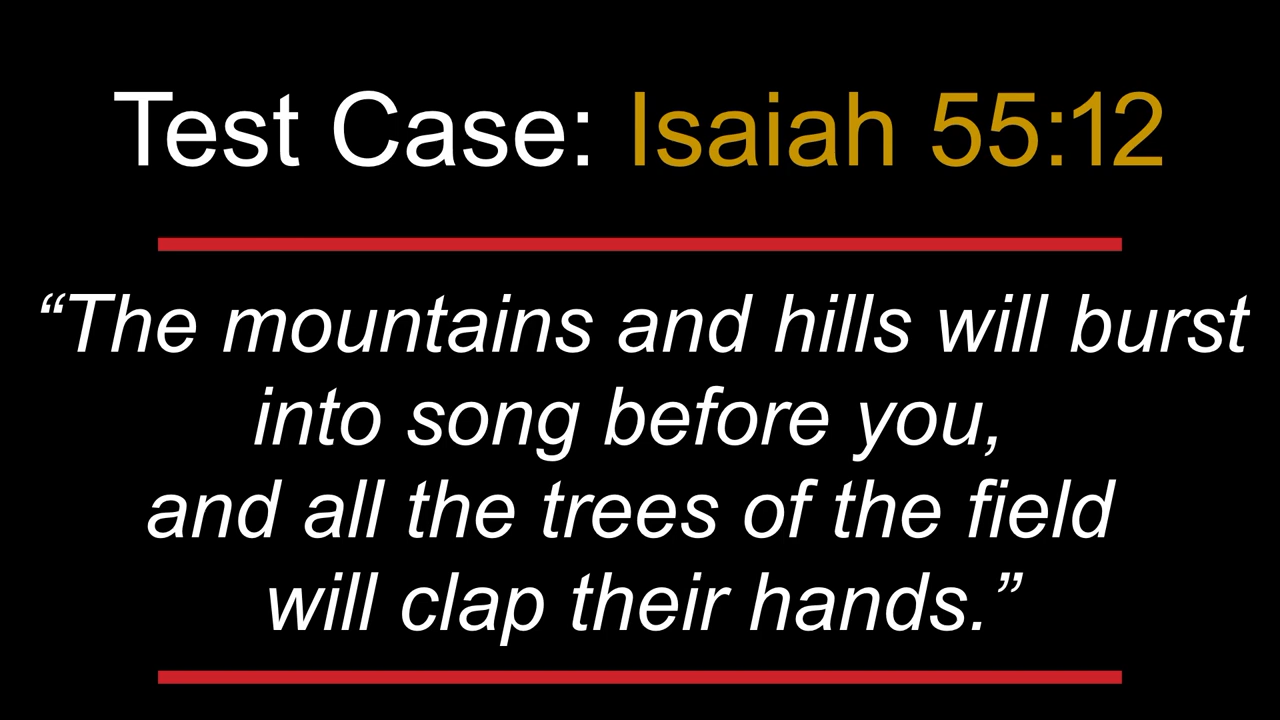 Test Case: Isaiah 55:12
“The mountains and hills will burst
into song before you,
and all the trees of the field
will clap their hands.”